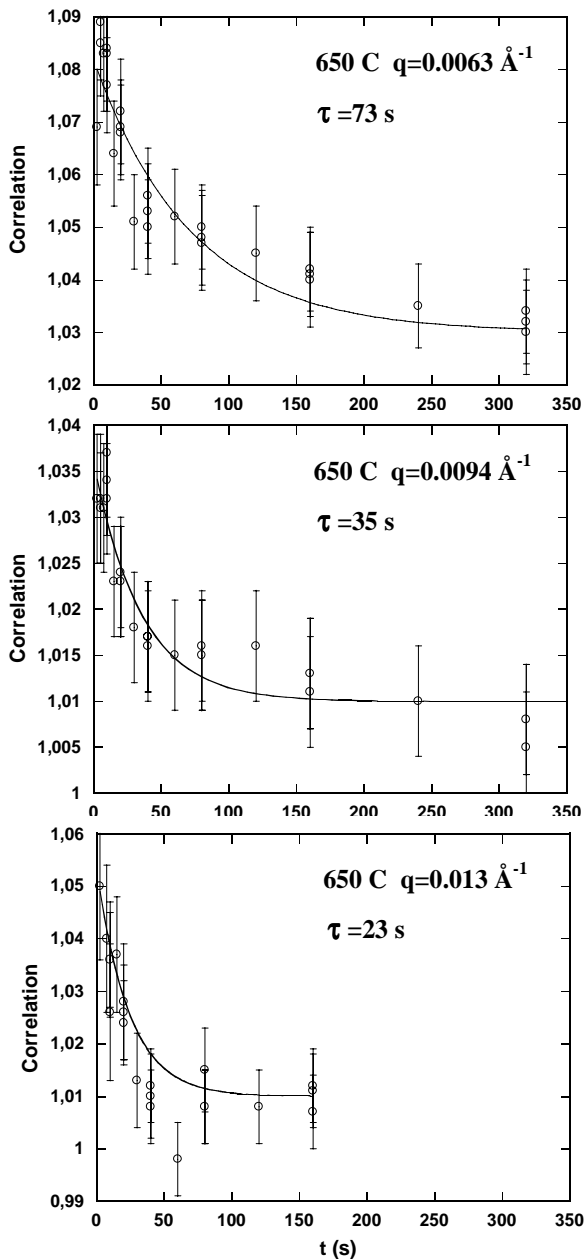 1,09
1,08
1,07
1,06
1,05
1,04
1,03
1,02
Correlation
650 C q=0.0063 Å-1
τ =73 s
0 50 100 150 200 250 300 350
1,04
1,035
1,03
1,025
1,02
1,015
1,01
1,005
1
Correlation
650 C q=0.0094 Å-1
τ =35 s
0 50 100 150 200 250 300 350
1,06
1,05
1,04
1,03
1,02
1,01
1
0,99
Correlation
650 C q=0.013 Å-1
τ =23 s
0 50 100 150 200 250 300 350
t (s)